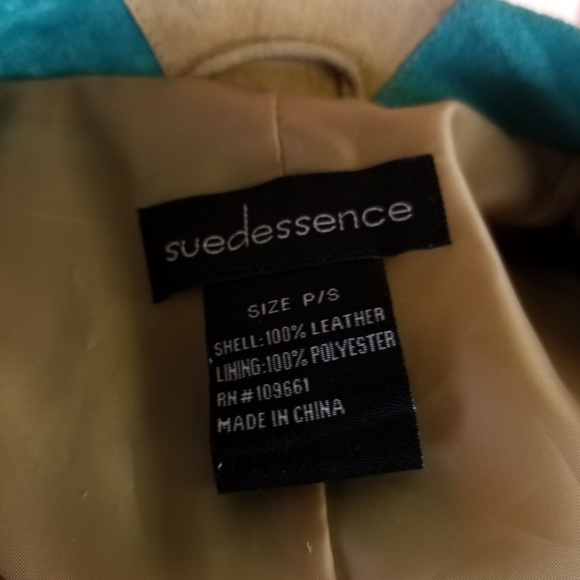 suedessence
SIZE P/S
SHELL:100% LEATHER
LINING:100% POLYESTER
RN#109661
MADE IN CHINA